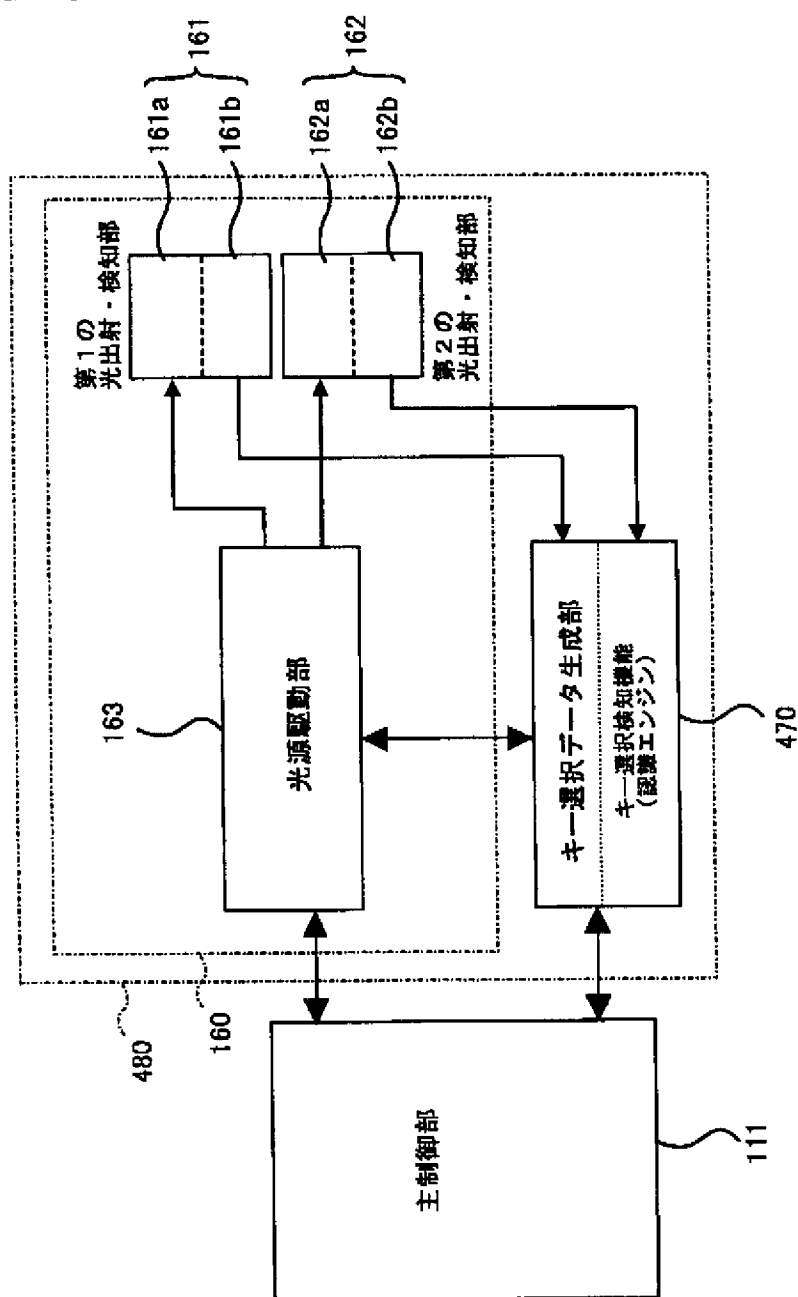 161
161a
161b
162
162a
162b
第1の
光出射・検知部
第2の
光出射・検知部
163
光源駆動部
キー選択データ生成部
キー選択検知機能
(認識エンジン)
470
480
160
主制御部
111